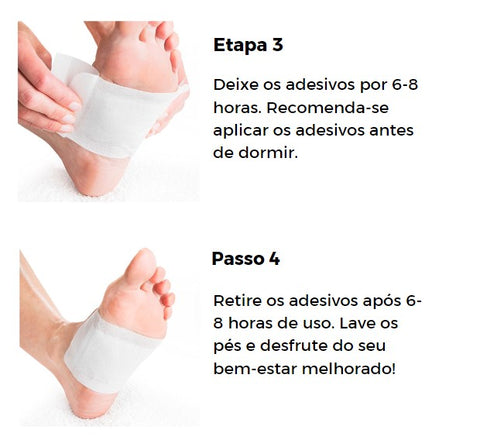 Etapa 3
Deixe os adesivos por 6-8
horas. Recomenda-se
aplicar os adesivos antes
de dormir.
Passo 4
Retire os adesivos após 6-
8 horas de uso. Lave os
pés e desfrute do seu
bem-estar melhorado!